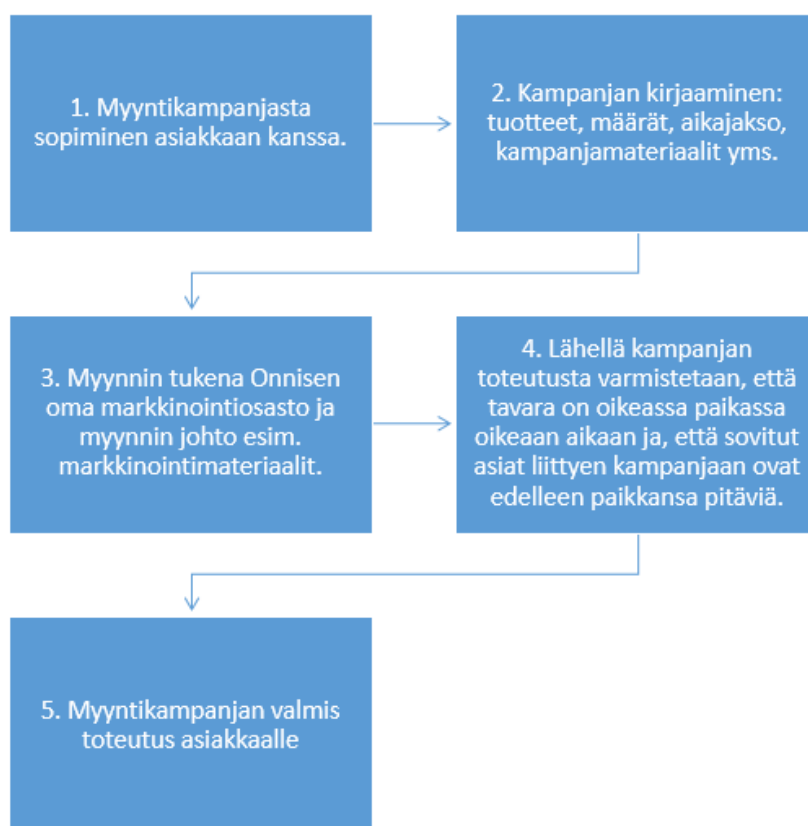 1. Myyntikampanjasta
sopiminen asiakkaan kanssa.
2. Kampanjan kirjaaminen:
tuotteet, määrät, aikajakso,
kampanjamateriaalit yms.
3. Myynnin tukena Onnisen
oma markkinointiosasto ja
myynnin johto esim.
markkinointimateriaalit.
4. Lähellä kampanjan
toteutusta varmistetaan, että
tavara on oikeassa paikassa
oikeaan aikaan ja, että sovitut
asiat liittyen kampanjaan ovat
edelleen paikkansa pitäviä.
5. Myyntikampanjan valmis
toteutus asiakkaalle